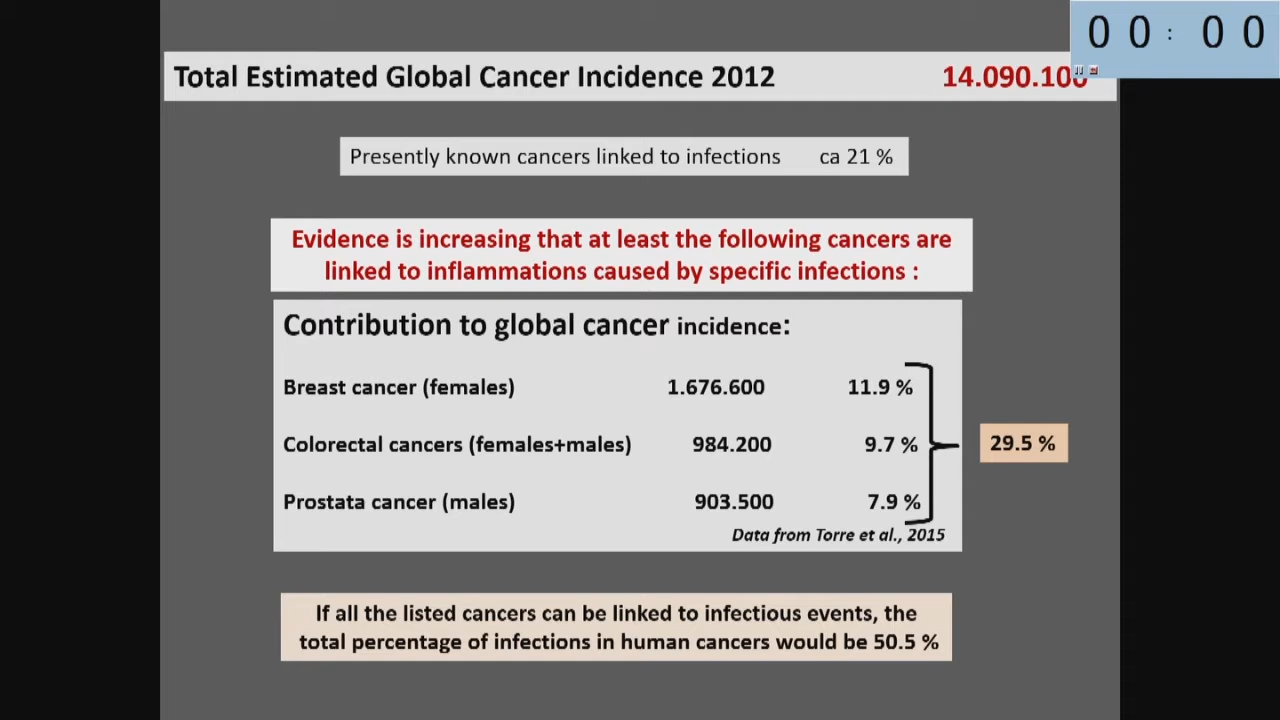 00:00
Total Estimated Global Cancer Incidence 2012 14.090.100
Presently known cancers linked to infections ca 21 %
Evidence is increasing that at least the following cancers are
linked to inflammations caused by specific infections :
Contribution to global cancer incidence:
Breast cancer (females) 1.676.600 11.9 %
Colorectal cancers (females+males) 984.200 9.7 %
29.5 %
Prostata cancer (males) 903.500 7.9 %
Data from Torre et al., 2015
If all the listed cancers can be linked to infectious events, the
total percentage of infections in human cancers would be 50.5 %